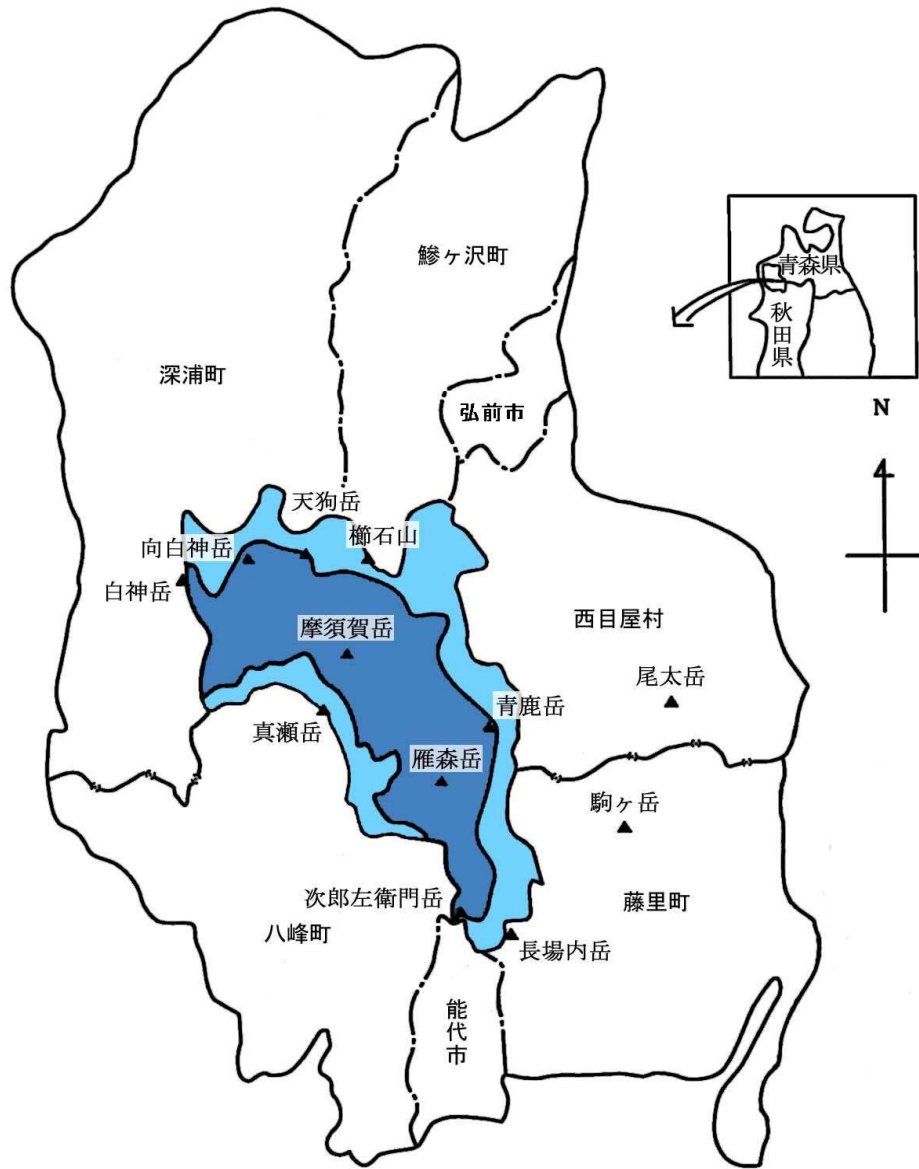 鰺ヶ沢町
青森県
秋田県
深浦町
弘前市
N
天狗岳
櫛石山
向白神岳
白神岳
西目屋村
摩須賀岳
尾太岳
青鹿岳
真瀬岳
雁森岳
駒ヶ岳
次郎左衛門岳
藤里町
八峰町
長場内岳
能代市